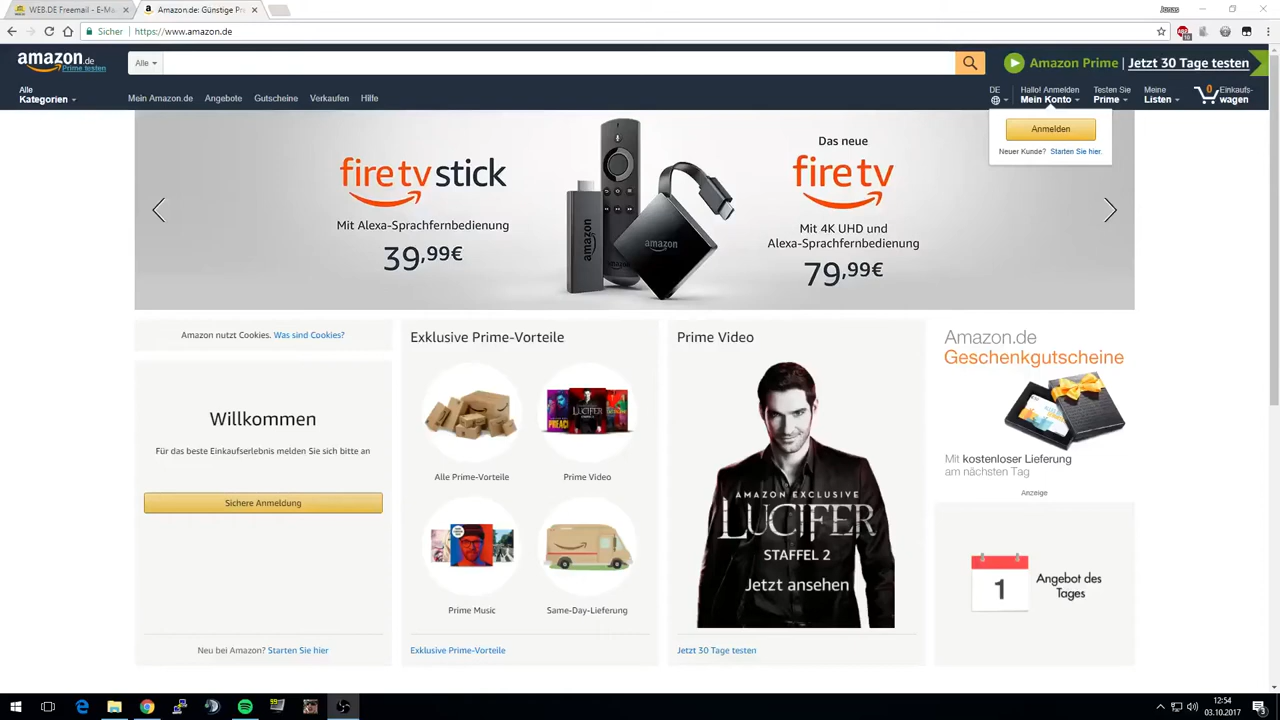 WEB.DE Freemail - E-Ma
Amazon.de: Günstige Pr
Sicher
https://www.amazon.de
amazon.de
Prime testen
Alle
Amazon Prime | Jetzt 30 Tage testen
Alle
Kategorien
Mein Amazon.de
Angebote
Gutscheine
Verkaufen
Hilfe
DE
Hallo! Anmelden
Mein Konto
Testen Sie
Prime
Meine
Listen
0
Einkaufs-
wagen
Anmelden
Neuer Kunde? Starten Sie hier.
fire tv stick
Mit Alexa-Sprachfernbedienung
39,99€
amazon
amazon
Das neue
fire tv
Mit 4K UHD und
Alexa-Sprachfernbedienung
79,99€
Amazon nutzt Cookies. Was sind Cookies?
Willkommen
Für das beste Einkaufserlebnis melden Sie sich bitte an
Sichere Anmeldung
Neu bei Amazon? Starten Sie hier
Exklusive Prime-Vorteile
LUCIFER
Alle Prime-Vorteile
Prime Video
Prime Music
Same-Day-Lieferung
Exklusive Prime-Vorteile
Prime Video
AMAZON EXCLUSIVE
LUCIFER
STAFFEL 2
Jetzt ansehen
Jetzt 30 Tage testen
Amazon.de
Geschenkgutscheine
Mit kostenloser Lieferung
am nächsten Tag
Anzeige
1
Angebot des
Tages
12:54
03.10.2017
3